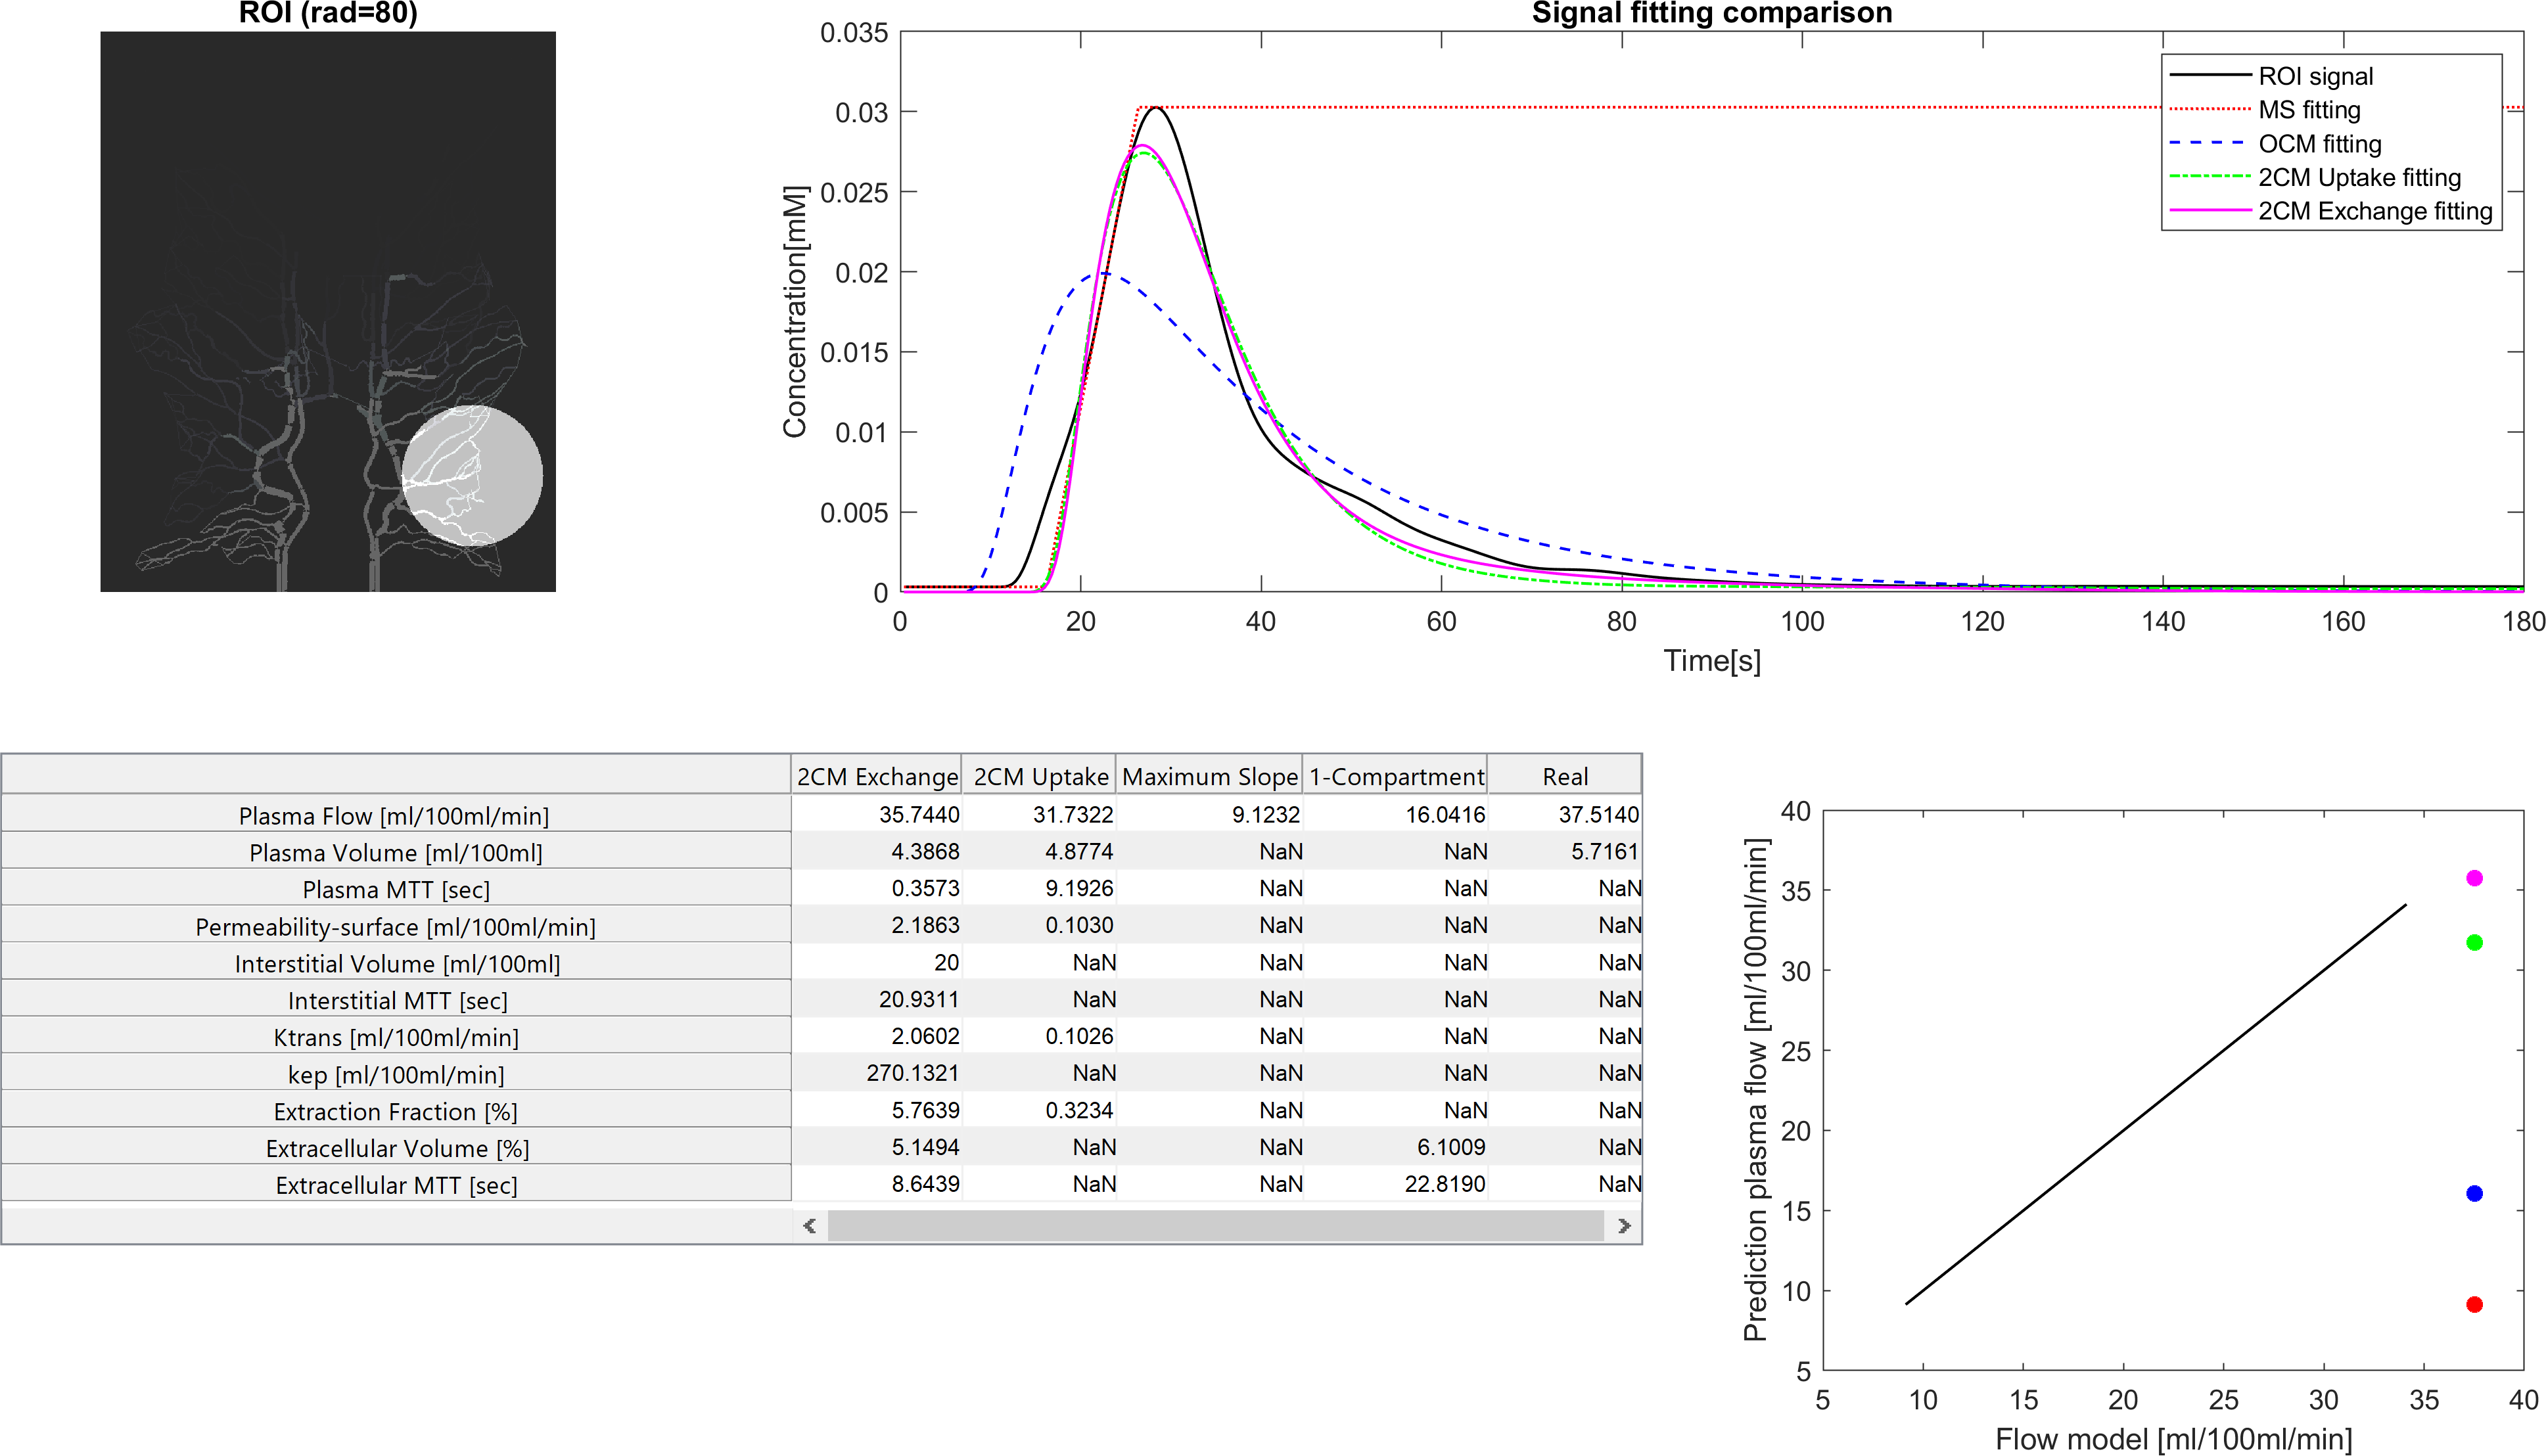 ROI (rad=80)
Signal fitting comparison
0.035
0.03
0.025
0.02
0.015
0.01
0.005
0
Concentration[mM]
0 20 40 60 80 100 120 140 160 180
Time[s]
ROI signal
MS fitting
OCM fitting
2CM Uptake fitting
2CM Exchange fitting
2CM Exchange 2CM Uptake Maximum Slope 1-Compartment Real
Plasma Flow [ml/100ml/min] 35.7440 31.7322 9.1232 16.0416 37.5140
Plasma Volume [ml/100ml] 4.3868 4.8774 NaN NaN 5.7161
Plasma MTT [sec] 0.3573 9.1926 NaN NaN NaN
Permeability-surface [ml/100ml/min] 2.1863 0.1030 NaN NaN NaN
Interstitial Volume [ml/100ml] 20 NaN NaN NaN NaN
Interstitial MTT [sec] 20.9311 NaN NaN NaN NaN
Ktrans [ml/100ml/min] 2.0602 0.1026 NaN NaN NaN
kep [ml/100ml/min] 270.1321 NaN NaN NaN NaN
Extraction Fraction [%] 5.7639 0.3234 NaN NaN NaN
Extracellular Volume [%] 5.1494 NaN NaN 6.1009 NaN
Extracellular MTT [sec] 8.6439 NaN NaN 22.8190 NaN
40
35
30
25
20
15
10
5
Prediction plasma flow [ml/100ml/min]
5 10 15 20 25 30 35 40
Flow model [ml/100ml/min]